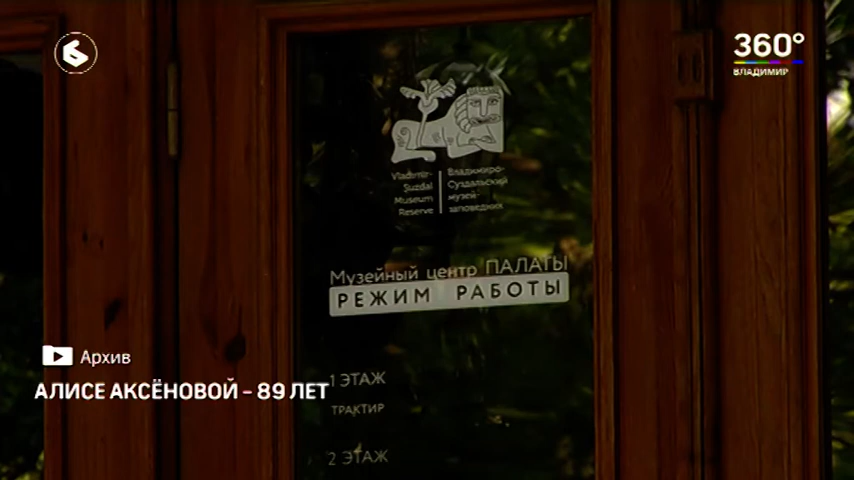 360°
ВЛАДИМИР
Vladimir-
Suzdal
Museum
Reserve
Владимиро-
Суздальский
музей-
заповедник
Музейный центр ПАЛАТЫ
РЕЖИМ РАБОТЫ
1 ЭТАЖ
ТРАКТИР
2 ЭТАЖ
Архив
АЛИСЕ АКСЁНОВОЙ - 89 ЛЕТ